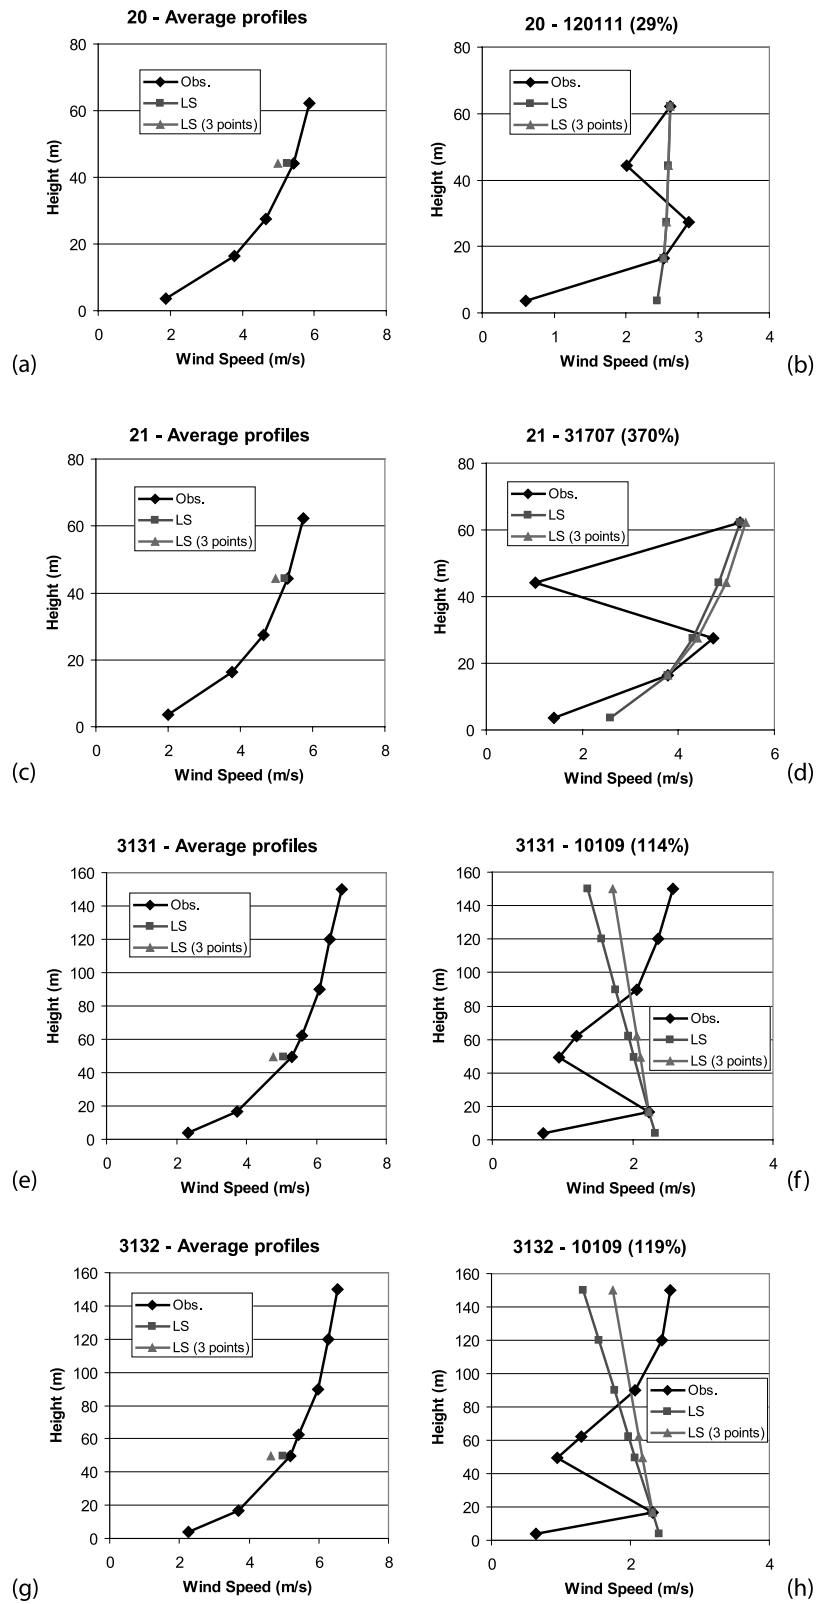 20 - Average profiles
80
60
40
20
0
Height (m)
Obs.
LS
LS (3 points)
0 2 4 6 8
Wind Speed (m/s)
(a)
20 - 120111 (29%)
80
60
40
20
0
Height (m)
Obs.
LS
LS (3 points)
0 1 2 3 4
Wind Speed (m/s)
(b)
21 - Average profiles
80
60
40
20
0
Height (m)
Obs.
LS
LS (3 points)
0 2 4 6 8
Wind Speed (m/s)
(c)
21 - 31707 (370%)
80
60
40
20
0
Height (m)
Obs.
LS
LS (3 points)
0 2 4 6
Wind Speed (m/s)
(d)
3131 - Average profiles
160
140
120
100
80
60
40
20
0
Height (m)
Obs.
LS
LS (3 points)
0 2 4 6 8
Wind Speed (m/s)
(e)
3131 - 10109 (114%)
160
140
120
100
80
60
40
20
0
Height (m)
Obs.
LS
LS (3 points)
0 2 4
Wind Speed (m/s)
(f)
3132 - Average profiles
160
140
120
100
80
60
40
20
0
Height (m)
Obs.
LS
LS (3 points)
0 2 4 6 8
Wind Speed (m/s)
(g)
3132 - 10109 (119%)
160
140
120
100
80
60
40
20
0
Height (m)
Obs.
LS
LS (3 points)
0 2 4
Wind Speed (m/s)
(h)